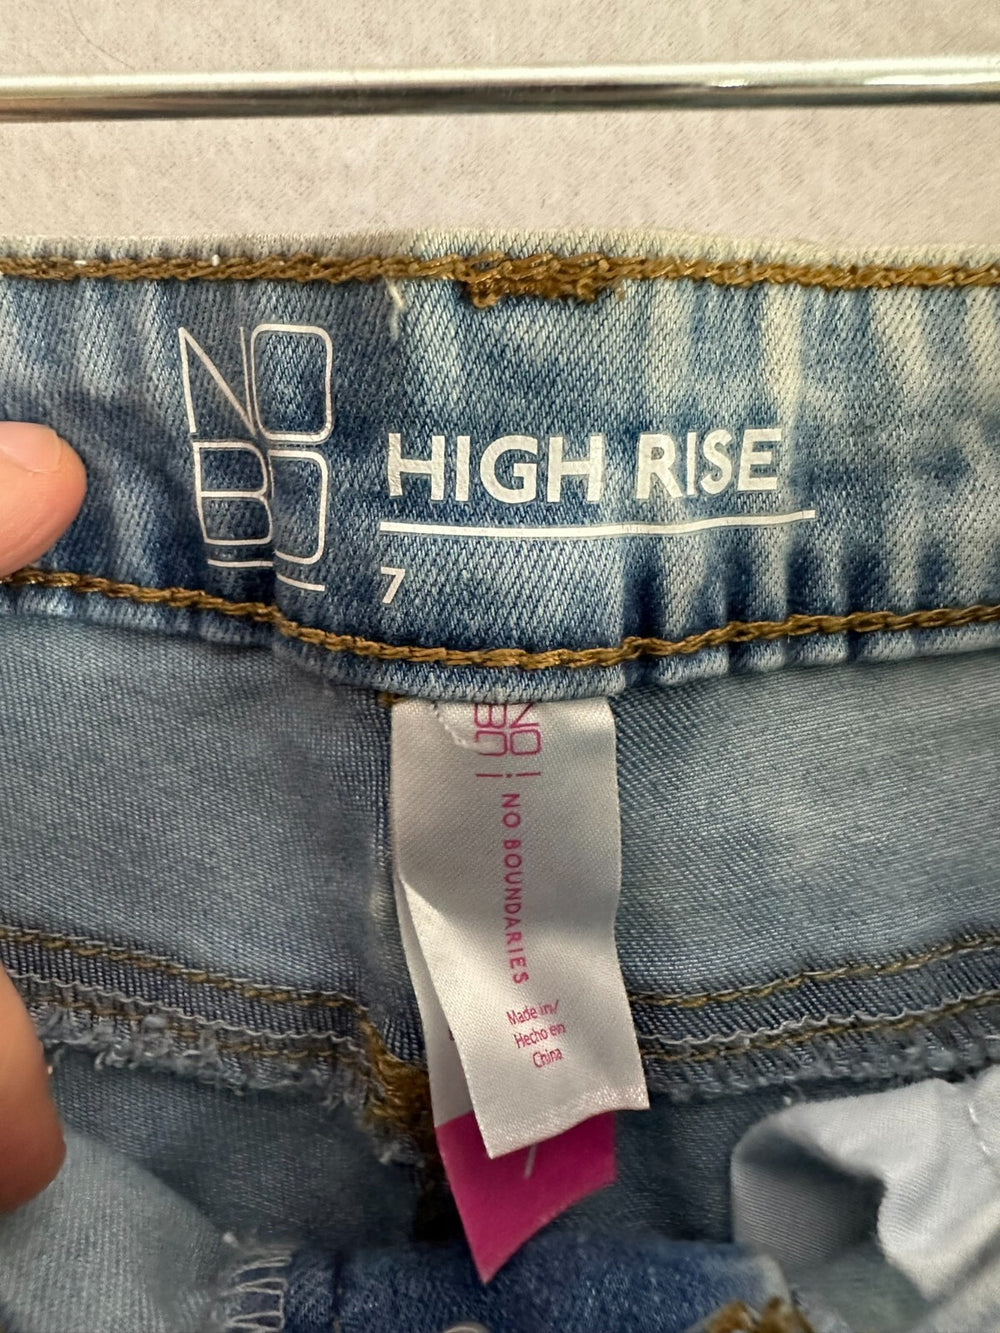 NO
BO
HIGH RISE
7
NO
BO
NO BOUNDARIES
Made in/
Hecho en
China